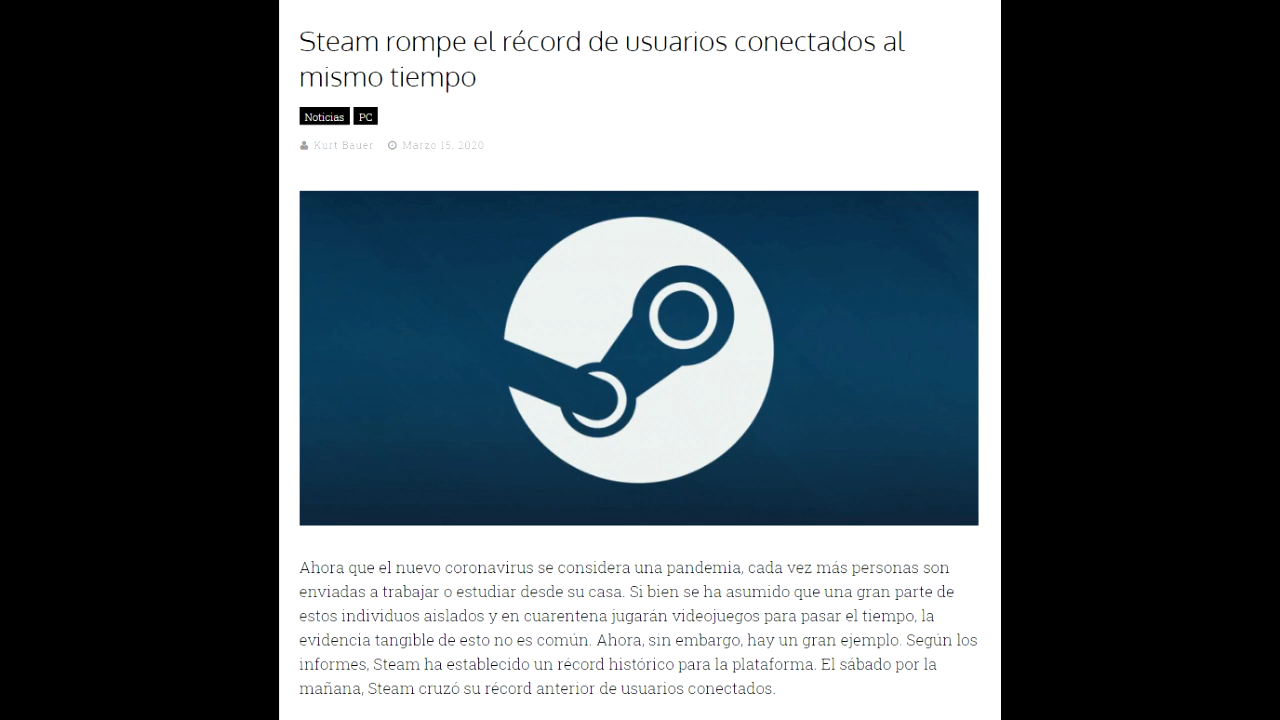 Steam rompe el récord de usuarios conectados al
mismo tiempo
Noticias PC
Kurt Bauer Marzo 15, 2020
Ahora que el nuevo coronavirus se considera una pandemia, cada vez más personas son
enviadas a trabajar o estudiar desde su casa. Si bien se ha asumido que una gran parte de
estos individuos aislados y en cuarentena jugarán videojuegos para pasar el tiempo, la
evidencia tangible de esto no es común. Ahora, sin embargo, hay un gran ejemplo. Según los
informes, Steam ha establecido un récord histórico para la plataforma. El sábado por la
mañana, Steam cruzó su récord anterior de usuarios conectados.